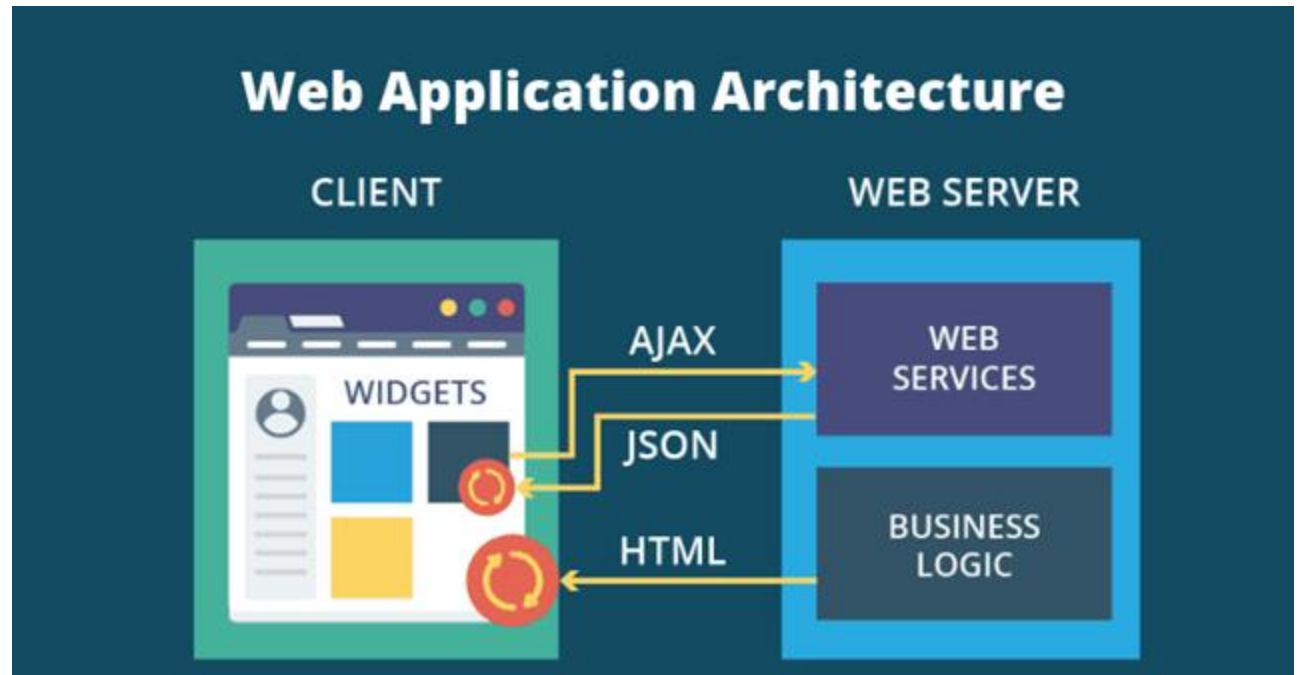 Web Application Architecture
CLIENT
WEB SERVER
WIDGETS
AJAX
JSON
HTML
WEB
SERVICES
BUSINESS
LOGIC